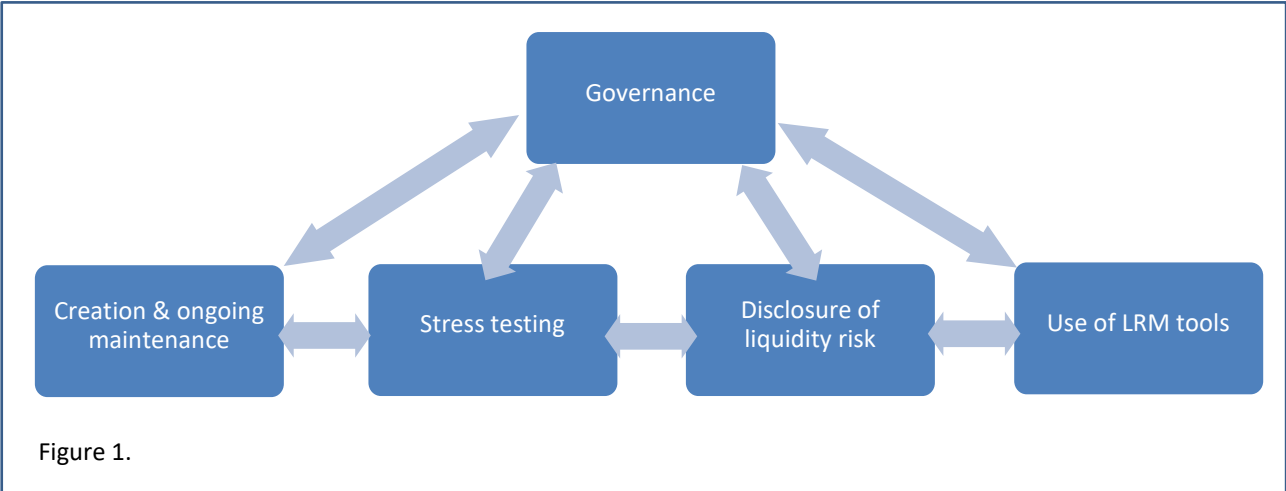 Governance
Creation & ongoing
maintenance
Stress testing
Disclosure of
liquidity risk
Use of LRM tools
Figure 1.